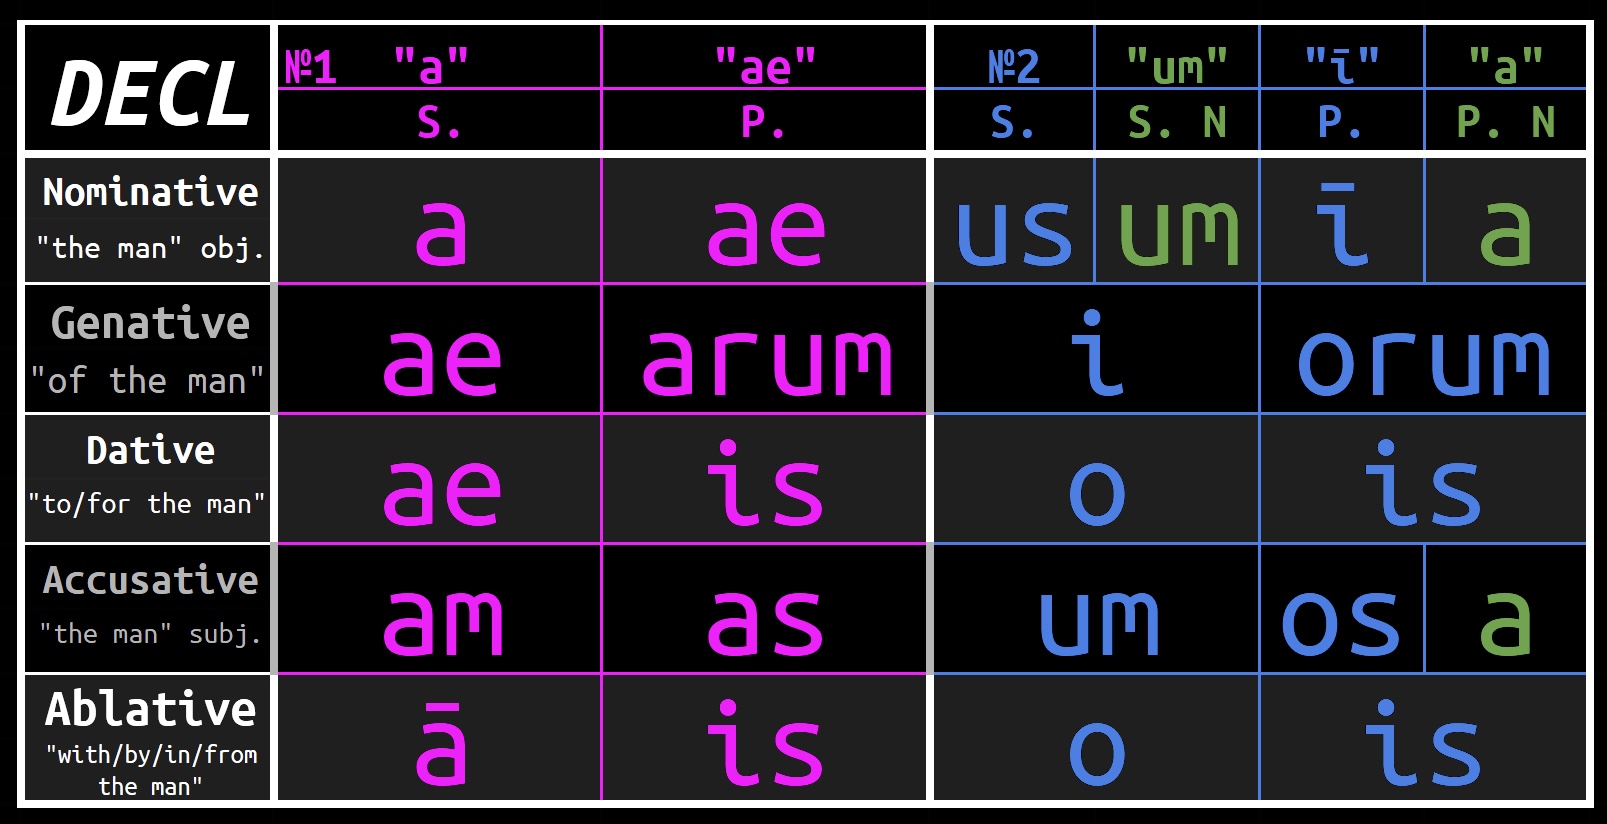 DECL №1 "a" "ae" №2 "um" "ī" "a"
S. P. S. S. N P. P. N
Nominative
"the man" obj.
a ae us um ī a
Genative
"of the man"
ae arum i orum
Dative
"to/for the man"
ae is o is
Accusative
"the man" subj.
am as um os a
Ablative
"with/by/in/from
the man"
ā is o is